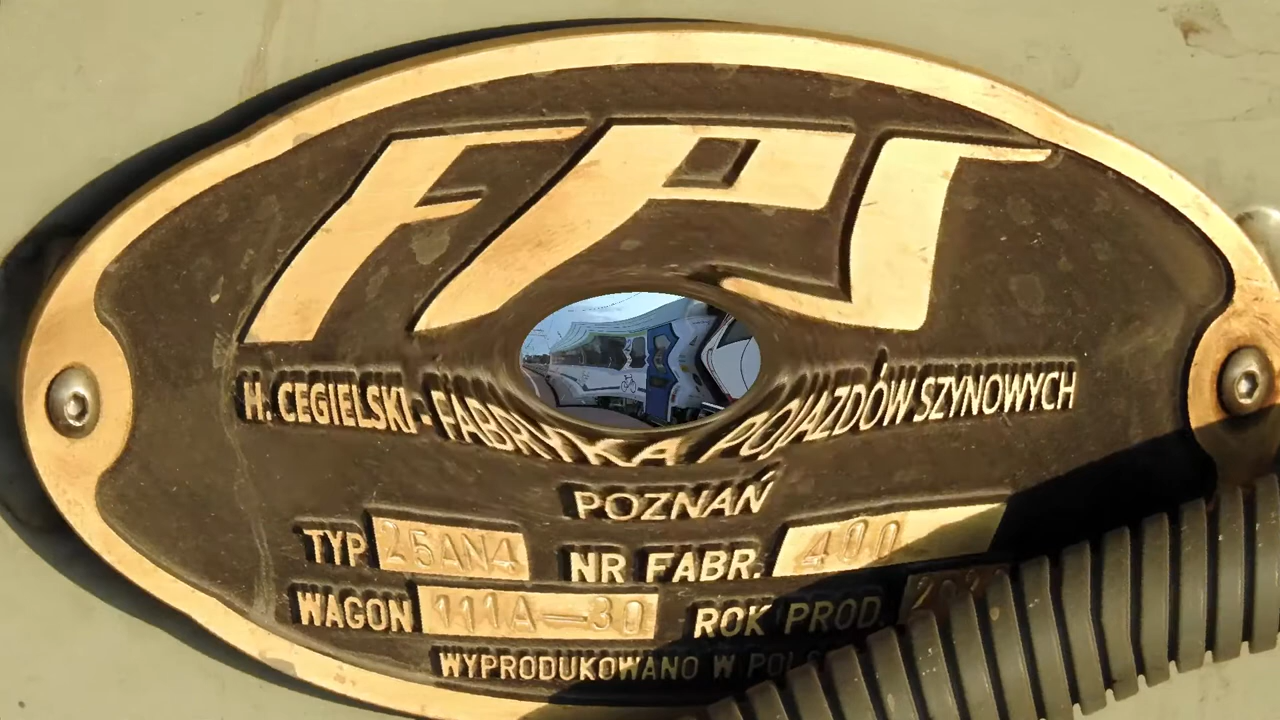 FPS
H. CEGIELSKI - FABRYKA POJAZDÓW SZYNOWYCH
POZNAŃ
TYP 25AN4 NR FABR. 400
WAGON 111A-30 ROK PROD.
WYPRODUKOWANO W